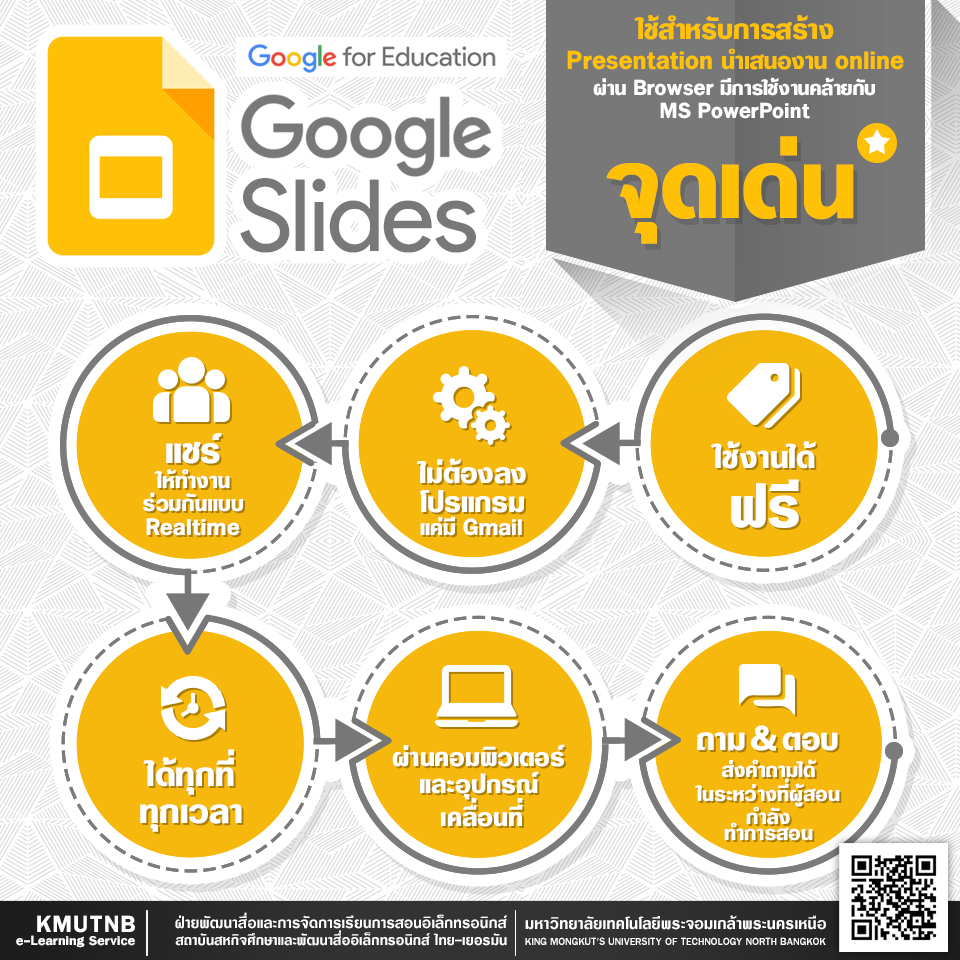 Google for Education
Google
Slides
ใช้สำหรับการสร้าง
Presentation นำเสนองาน online
ผ่าน Browser มีการใช้งานคล้ายกับ
MS PowerPoint
จุดเด่น
ใช้งานได้
ฟรี
ไม่ต้องลง
โปรแกรม
แค่มี Gmail
แชร์
ให้ทำงาน
ร่วมกันแบบ
Realtime
ได้ทุกที่
ทุกเวลา
ผ่านคอมพิวเตอร์
และอุปกรณ์
เคลื่อนที่
ถาม & ตอบ
ส่งคำถามได้
ในระหว่างที่ผู้สอน
กำลัง
ทำการสอน
KMUTNB
e-Learning Service
ฝ่ายพัฒนาสื่อและการจัดการเรียนการสอนอิเล็กทรอนิกส์
สถาบันสหกิจศึกษาและพัฒนาสื่ออิเล็กทรอนิกส์ ไทย-เยอรมัน
มหาวิทยาลัยเทคโนโลยีพระจอมเกล้าพระนครเหนือ
KING MONGKUT'S UNIVERSITY OF TECHNOLOGY NORTH BANGKOK